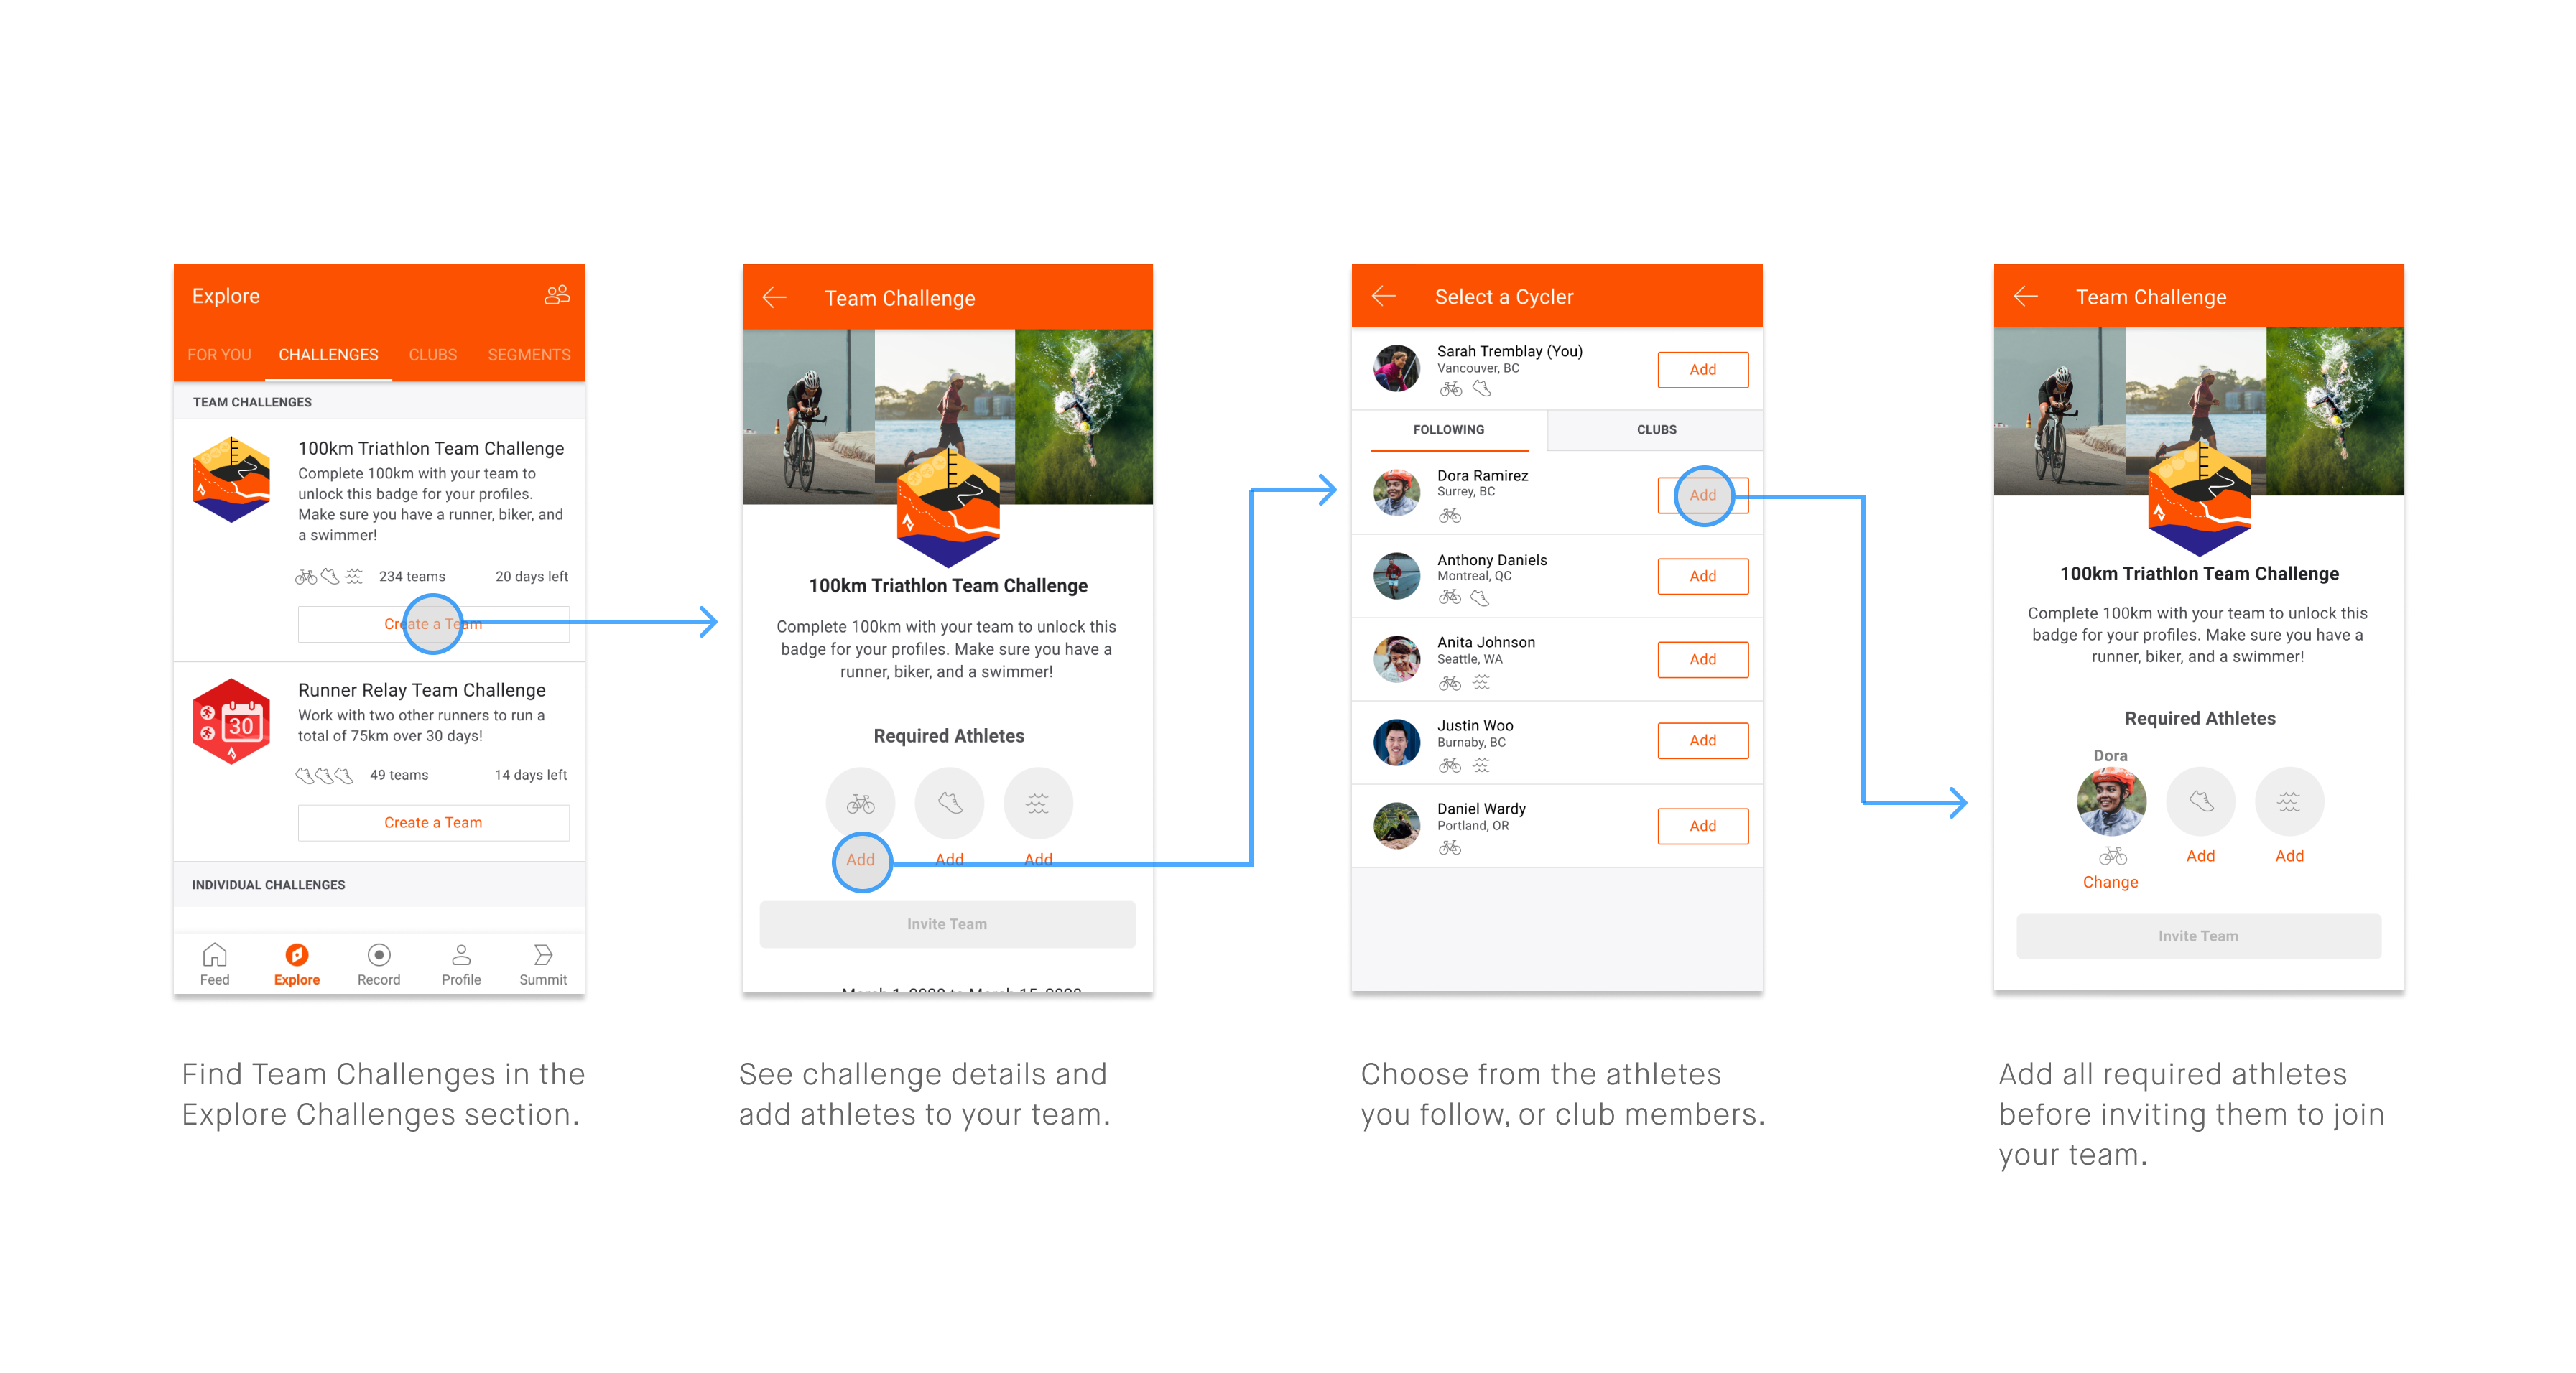 Explore
FOR YOU CHALLENGES CLUBS SEGMENTS
TEAM CHALLENGES
100km Triathlon Team Challenge
Complete 100km with your team to
unlock this badge for your profiles.
Make sure you have a runner, biker, and
a swimmer!
234 teams 20 days left
Create a Team
30
Runner Relay Team Challenge
Work with two other runners to run a
total of 75km over 30 days!
49 teams 14 days left
Create a Team
INDIVIDUAL CHALLENGES
Feed Explore Record Profile Summit
Find Team Challenges in the
Explore Challenges section.
Team Challenge
100km Triathlon Team Challenge
Complete 100km with your team to unlock this
badge for your profiles. Make sure you have a
runner, biker, and a swimmer!
Required Athletes
Add Add Add
Invite Team
March 1, 2020 to March 15, 2020
See challenge details and
add athletes to your team.
Select a Cycler
Sarah Tremblay (You)
Vancouver, BC
Add
FOLLOWING CLUBS
Dora Ramirez
Surrey, BC
Add
Anthony Daniels
Montreal, QC
Add
Anita Johnson
Seattle, WA
Add
Justin Woo
Burnaby, BC
Add
Daniel Wardy
Portland, OR
Add
Choose from the athletes
you follow, or club members.
Team Challenge
100km Triathlon Team Challenge
Complete 100km with your team to unlock this
badge for your profiles. Make sure you have a
runner, biker, and a swimmer!
Required Athletes
Dora
Add Add
Change
Invite Team
Add all required athletes
before inviting them to join
your team.